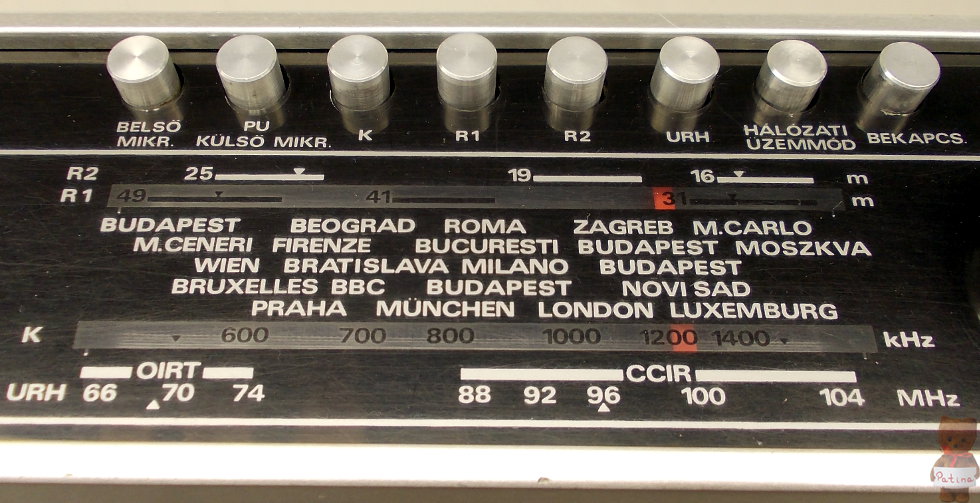 BELSŐ MIKR.
PU KÜLSŐ MIKR.
K
R1
R2
URH
HÁLÓZATI ÜZEMMÓD
BEKAPCS.
R2 25 19 16 m
R1 49 41 31 m
BUDAPEST BEOGRAD ROMA ZAGREB M.CARLO
M.CENERI FIRENZE BUCURESTI BUDAPEST MOSZKVA
WIEN BRATISLAVA MILANO BUDAPEST
BRUXELLES BBC BUDAPEST NOVI SAD
PRAHA MÜNCHEN LONDON LUXEMBURG
K 600 700 800 1000 1200 1400 kHz
OIRT CCIR
URH 66 70 74 88 92 96 100 104 MHz
Patina